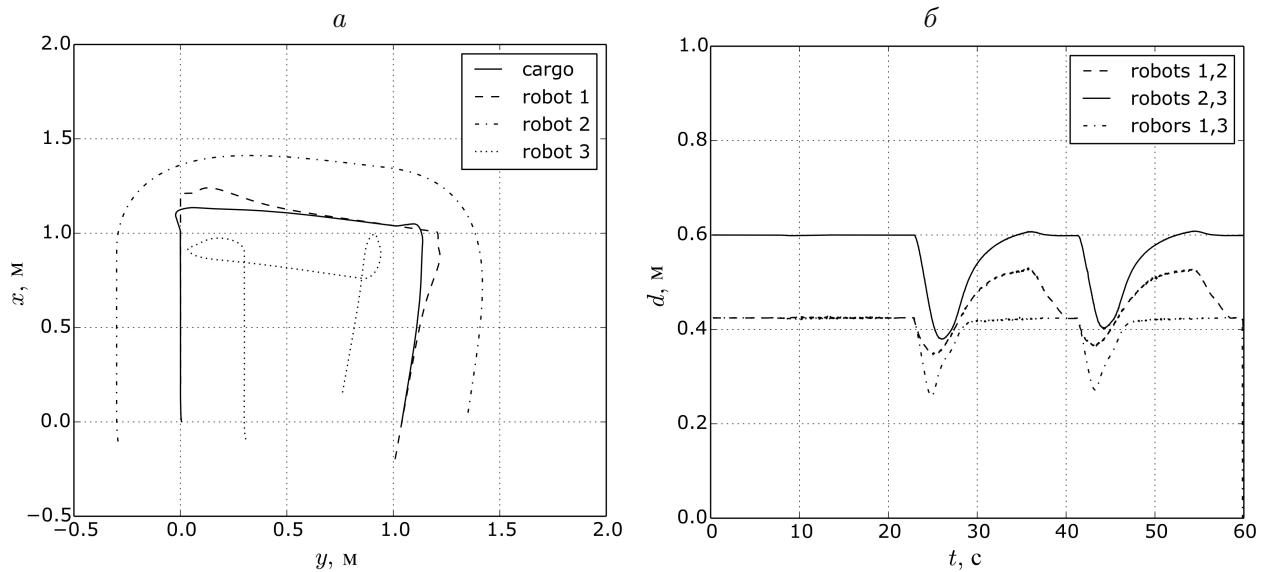 а
2.0
1.5
1.0
0.5
0.0
−0.5
−0.5
0.0
0.5
1.0
1.5
2.0
x, м
y, м
cargo
robot 1
robot 2
robot 3
б
1.0
0.8
0.6
0.4
0.2
0.0
0
10
20
30
40
50
60
d, м
t, с
robots 1,2
robots 2,3
robors 1,3